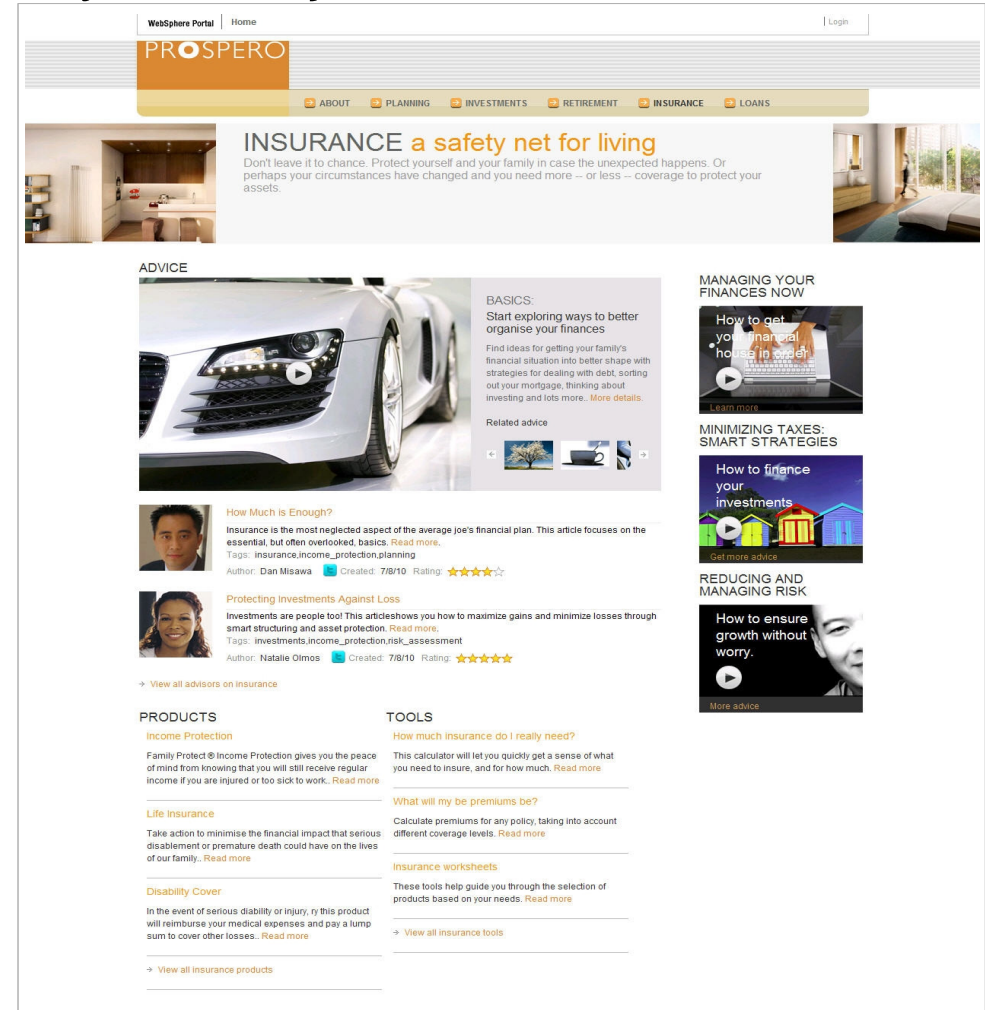 WebSphere Portal Home Login
PROSPERO
ABOUT PLANNING INVESTMENTS RETIREMENT INSURANCE LOANS
INSURANCE a safety net for living
Don't leave it to chance. Protect yourself and your family in case the unexpected happens. Or
perhaps your circumstances have changed and you need more -- or less -- coverage to protect your
assets.
ADVICE
BASICS:
Start exploring ways to better
organise your finances
Find ideas for getting your family's
financial situation into better shape with
strategies for dealing with debt, sorting
out your mortgage, thinking about
investing and lots more.. More details.
Related advice
How Much is Enough?
Insurance is the most neglected aspect of the average joe's financial plan. This article focuses on the
essential, but often overlooked, basics. Read more.
Tags: insurance,income_protection,planning
Author: Dan Misawa Created: 7/8/10 Rating:
Protecting Investments Against Loss
Investments are people too! This articleshows you how to maximize gains and minimize losses through
smart structuring and asset protection. Read more.
Tags: investments,income_protection,risk_assessment
Author: Natalie Olmos Created: 7/8/10 Rating:
View all advisors on insurance
PRODUCTS
Income Protection
Family Protect ® Income Protection gives you the peace
of mind from knowing that you will still receive regular
income if you are injured or too sick to work.. Read more
Life Insurance
Take action to minimise the financial impact that serious
disablement or premature death could have on the lives
of our family.. Read more
Disability Cover
In the event of serious diability or injury, ry this product
will reimburse your medical expenses and pay a lump
sum to cover other losses.. Read more
View all insurance products
TOOLS
How much insurance do I really need?
This calculator will let you quickly get a sense of what
you need to insure, and for how much. Read more
What will my be premiums be?
Calculate premiums for any policy, taking into account
different coverage levels. Read more
Insurance worksheets
These tools help guide you through the selection of
products based on your needs. Read more
View all insurance tools
MANAGING YOUR
FINANCES NOW
How to get
your financial
house in order
Learn more
MINIMIZING TAXES:
SMART STRATEGIES
How to finance
your
investments
Get more advice
REDUCING AND
MANAGING RISK
How to ensure
growth without
worry.
More advice